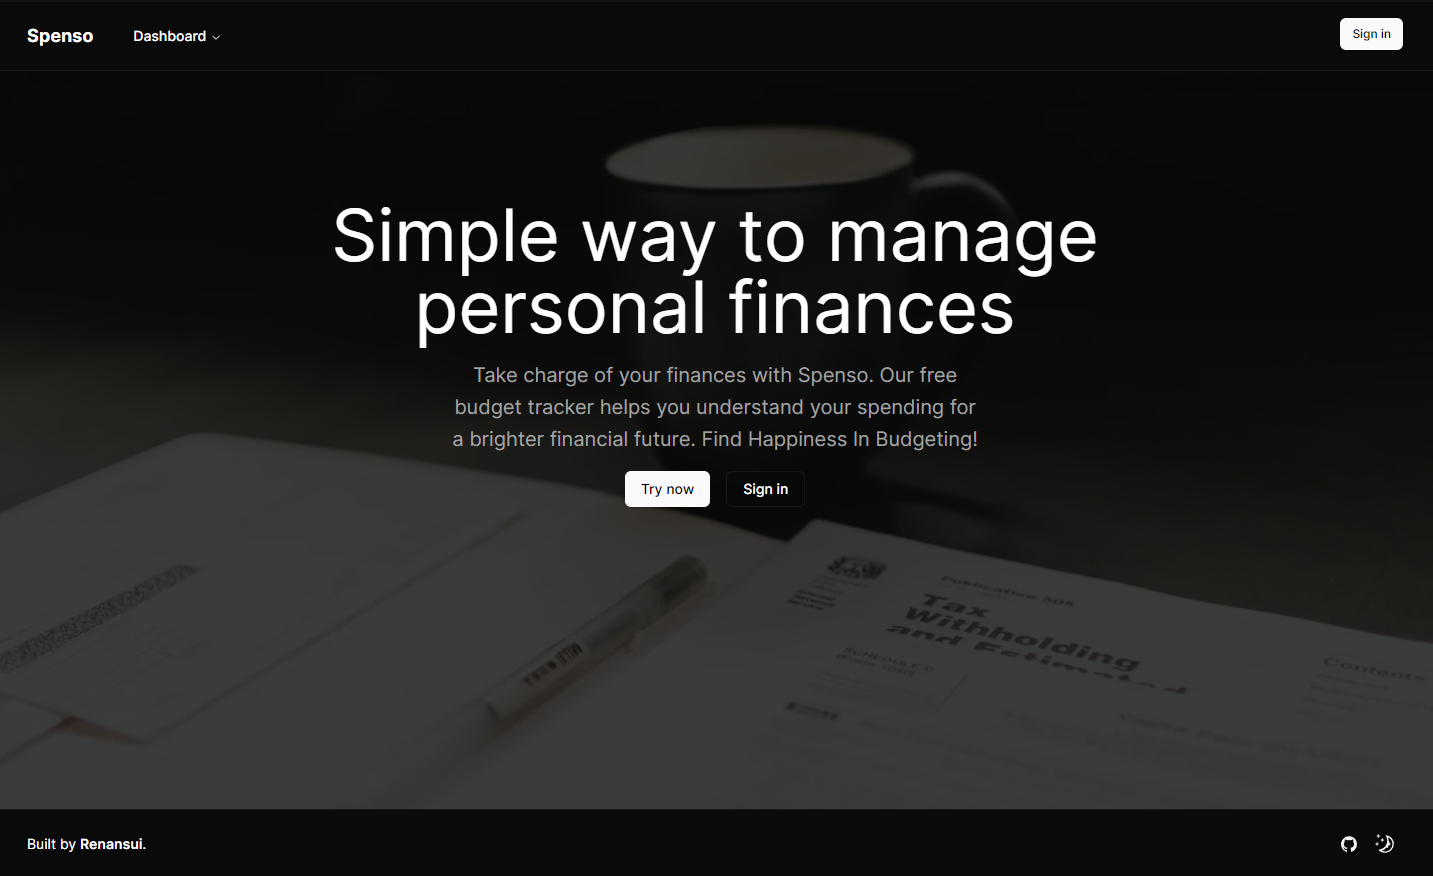 Spenso
Dashboard
Sign in
Simple way to manage
personal finances
Take charge of your finances with Spenso. Our free
budget tracker helps you understand your spending for
a brighter financial future. Find Happiness In Budgeting!
Try now
Sign in
Publication 505
Tax
Withholding
and Estimated
SCHEDULE D
Contents
Built by Renansui.